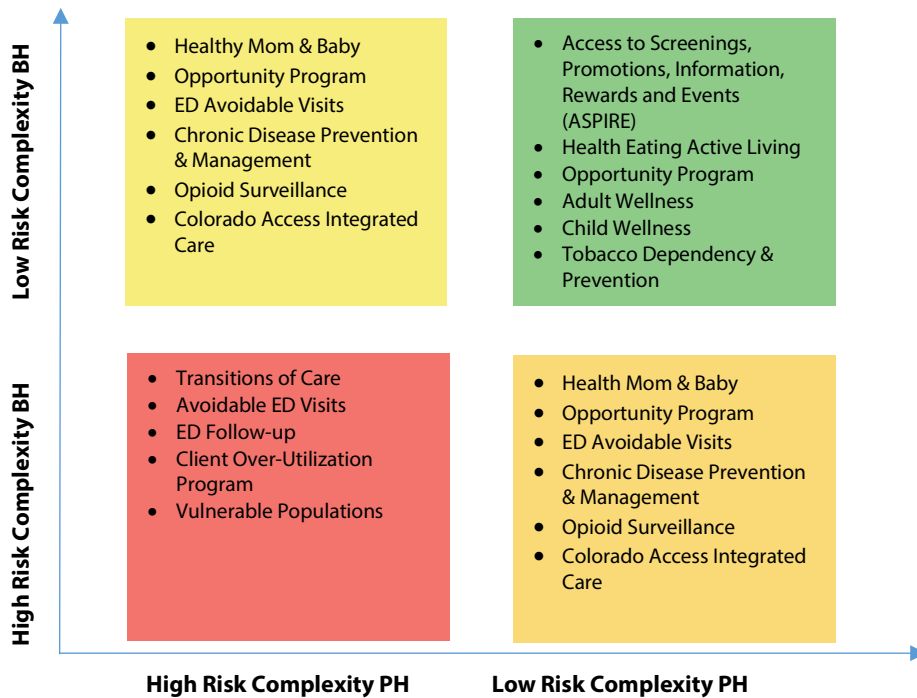 Low Risk Complexity BH
• Healthy Mom & Baby
• Opportunity Program
• ED Avoidable Visits
• Chronic Disease Prevention
& Management
• Opioid Surveillance
• Colorado Access Integrated
Care
• Access to Screenings,
Promotions, Information,
Rewards and Events
(ASPIRE)
• Health Eating Active Living
• Opportunity Program
• Adult Wellness
• Child Wellness
• Tobacco Dependency &
Prevention
High Risk Complexity BH
• Transitions of Care
• Avoidable ED Visits
• ED Follow-up
• Client Over-Utilization
Program
• Vulnerable Populations
• Health Mom & Baby
• Opportunity Program
• ED Avoidable Visits
• Chronic Disease Prevention
& Management
• Opioid Surveillance
• Colorado Access Integrated
Care
High Risk Complexity PH
Low Risk Complexity PH